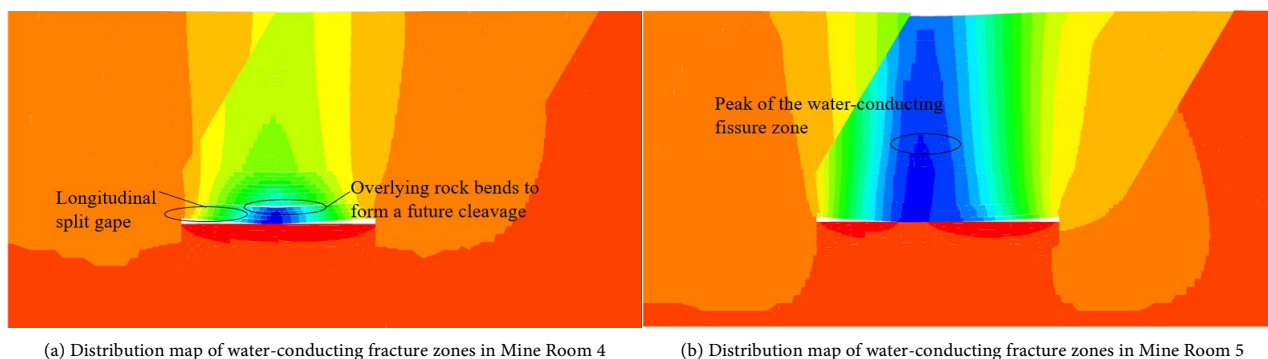 Longitudinal
split gape
Overlying rock bends to
form a future cleavage
Peak of the water-conducting
fissure zone
(a) Distribution map of water-conducting fracture zones in Mine Room 4
(b) Distribution map of water-conducting fracture zones in Mine Room 5